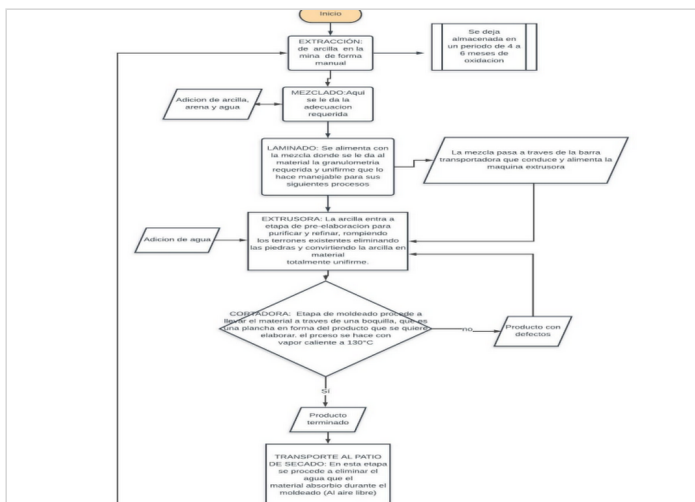 Inicio
EXTRACCIÓN:
de arcilla en la
mina de forma
manual
Se deja
almacenada en
un periodo de 4 a
6 meses de
oxidacion
MEZCLADO:Aqui
se le da la
adecuacion
requerida
Adicion de arcilla,
arena y agua
LAMINADO: Se alimenta con
la mezcla donde se le da al
material la granulometria
requerida y unifirme que lo
hace manejable para sus
siguientes procesos
La mezcla pasa a traves de la barra
transportadora que conduce y alimenta la
maquina extrusora
EXTRUSORA: La arcilla entra a
etapa de pre-elaboracion para
purificar y refinar, rompiendo
los terrones existentes eliminando
las piedras y convirtiendo la arcilla en
material
totalmente unifirme.
Adicion de agua
CORTADORA: Etapa de moldeado procede a
llevar el material a traves de una boquilla, que es
una plancha en forma del producto que se quiere
elaborar. el prceso se hace con
vapor caliente a 130°C
no
Producto con
defectos
Si
Producto
terminado
TRANSPORTE AL PATIO
DE SECADO: En esta etapa
se procede a eliminar el
agua que el
material absorbio durante el
moldeado (Al aire libre)